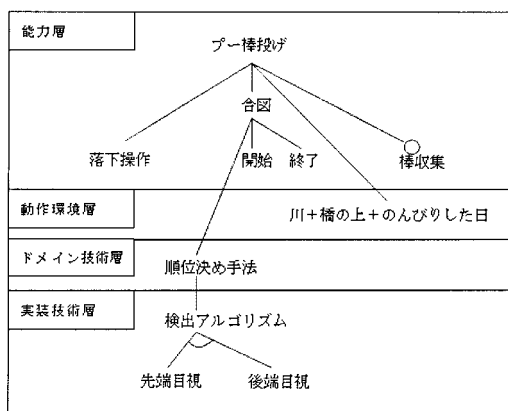 能力層
プー棒投げ
合図
落下操作
開始
終了
棒収集
動作環境層
川+橋の上+のんびりした日
ドメイン技術層
順位決め手法
実装技術層
検出アルゴリズム
先端目視
後端目視